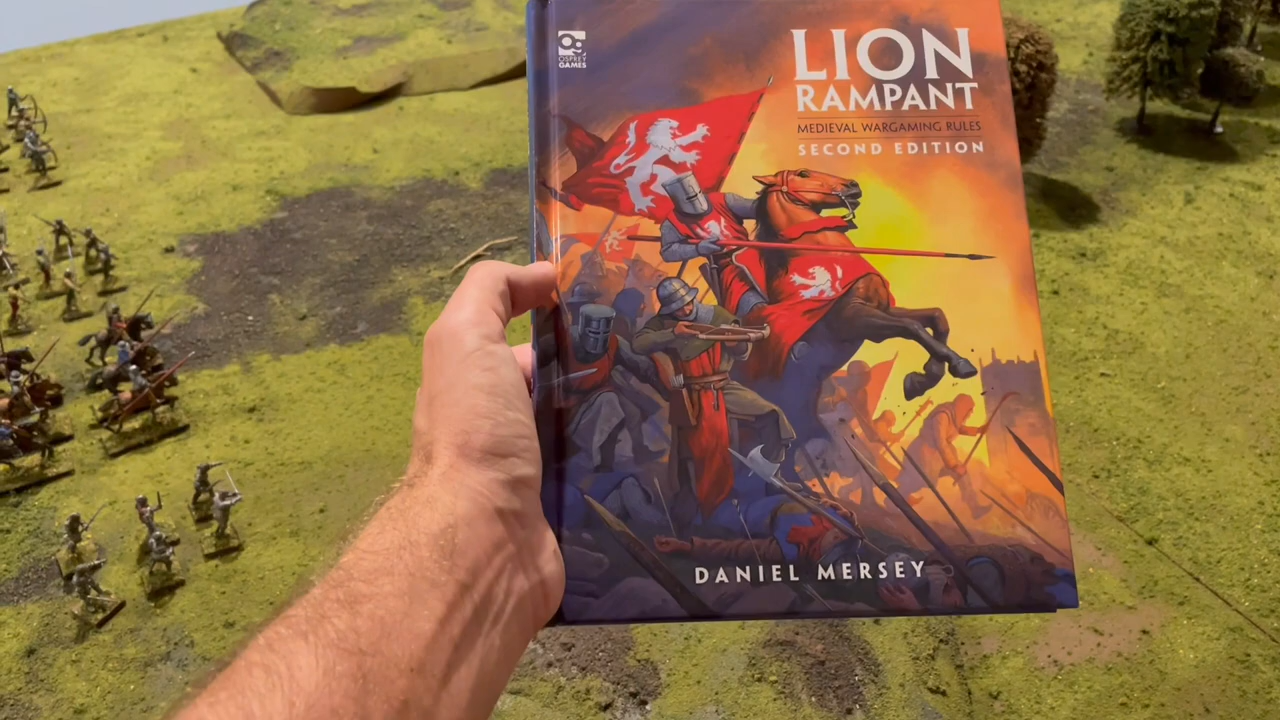 OSPREY
GAMES
LION
RAMPANT
MEDIEVAL WARGAMING RULES
SECOND EDITION
DANIEL MERSEY